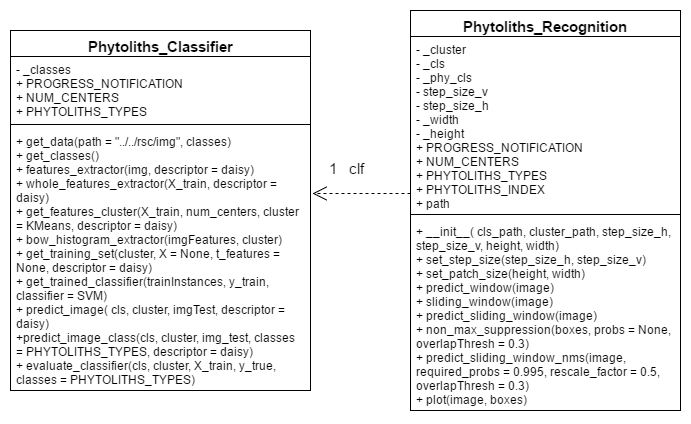 Phytoliths_Classifier
- _classes
+ PROGRESS_NOTIFICATION
+ NUM_CENTERS
+ PHYTOLITHS_TYPES
+ get_data(path = "../../rsc/img", classes)
+ get_classes()
+ features_extractor(img, descriptor = daisy)
+ whole_features_extractor(X_train, descriptor =
daisy)
+ get_features_cluster(X_train, num_centers, cluster
= KMeans, descriptor = daisy)
+ bow_histogram_extractor(imgFeatures, cluster)
+ get_training_set(cluster, X = None, t_features =
None, descriptor = daisy)
+ get_trained_classifier(trainInstances, y_train,
classifier = SVM)
+ predict_image( cls, cluster, imgTest, descriptor =
daisy)
+predict_image_class(cls, cluster, img_test, classes
= PHYTOLITHS_TYPES, descriptor = daisy)
+ evaluate_classifier(cls, cluster, X_train, y_true,
classes = PHYTOLITHS_TYPES)
1 clf
Phytoliths_Recognition
- _cluster
- _cls
- _phy_cls
- step_size_v
- step_size_h
- _width
- _height
+ PROGRESS_NOTIFICATION
+ NUM_CENTERS
+ PHYTOLITHS_TYPES
+ PHYTOLITHS_INDEX
+ path
+ __init__( cls_path, cluster_path, step_size_h,
step_size_v, height, width)
+ set_step_size(step_size_h, step_size_v)
+ set_patch_size(height, width)
+ predict_window(image)
+ sliding_window(image)
+ predict_sliding_window(image)
+ non_max_suppression(boxes, probs = None,
overlapThresh = 0.3)
+ predict_sliding_window_nms(image,
required_probs = 0.995, rescale_factor = 0.5,
overlapThresh = 0.3)
+ plot(image, boxes)